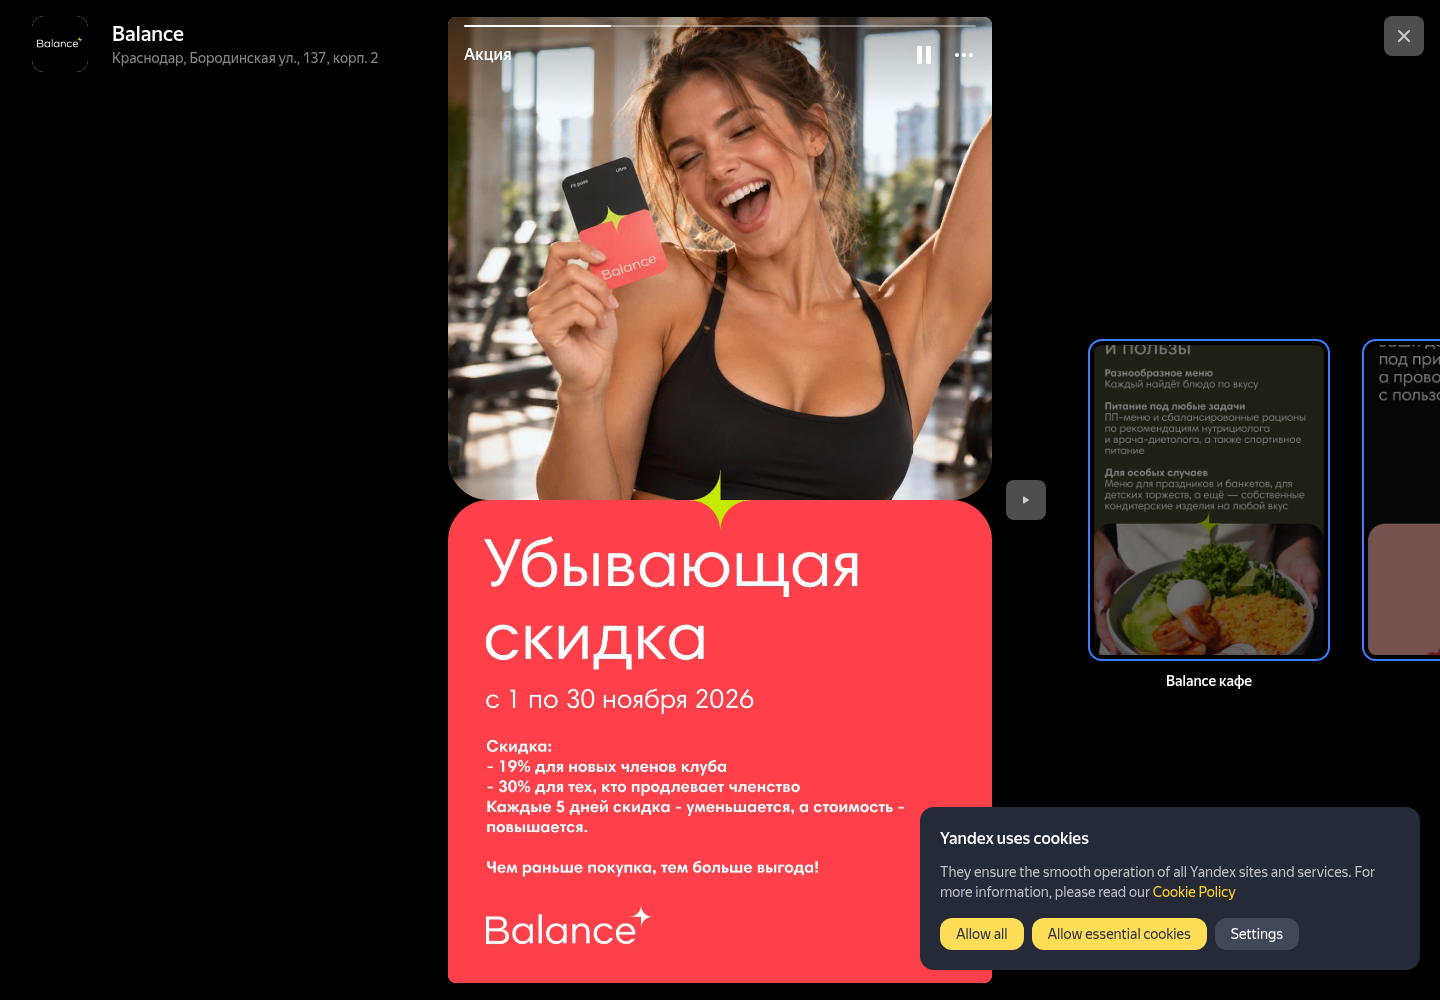 Balance
Balance
Краснодар, Бородинская ул., 137, корп. 2
Акция
Fit pass
ultra
Balance
Убывающая
скидка
с 1 по 30 ноября 2026
Скидка:
- 19% для новых членов клуба
- 30% для тех, кто продлевает членство
Каждые 5 дней скидка - уменьшается, а стоимость -
повышается.
Чем раньше покупка, тем больше выгода!
Balance
и пользы
Разнообразное меню
Каждый найдёт блюдо по вкусу
Питание под любые задачи
ПП-меню и сбалансированные рационы
по рекомендациям нутрициолога
и врача-диетолога, а также спортивное
питание
Для особых случаев
Меню для праздников и банкетов, для
детских торжеств, а ещё — собственные
кондитерские изделия на любой вкус
Balance кафе
под при
а прово
с польз
Yandex uses cookies
They ensure the smooth operation of all Yandex sites and services. For
more information, please read our Cookie Policy
Allow all
Allow essential cookies
Settings